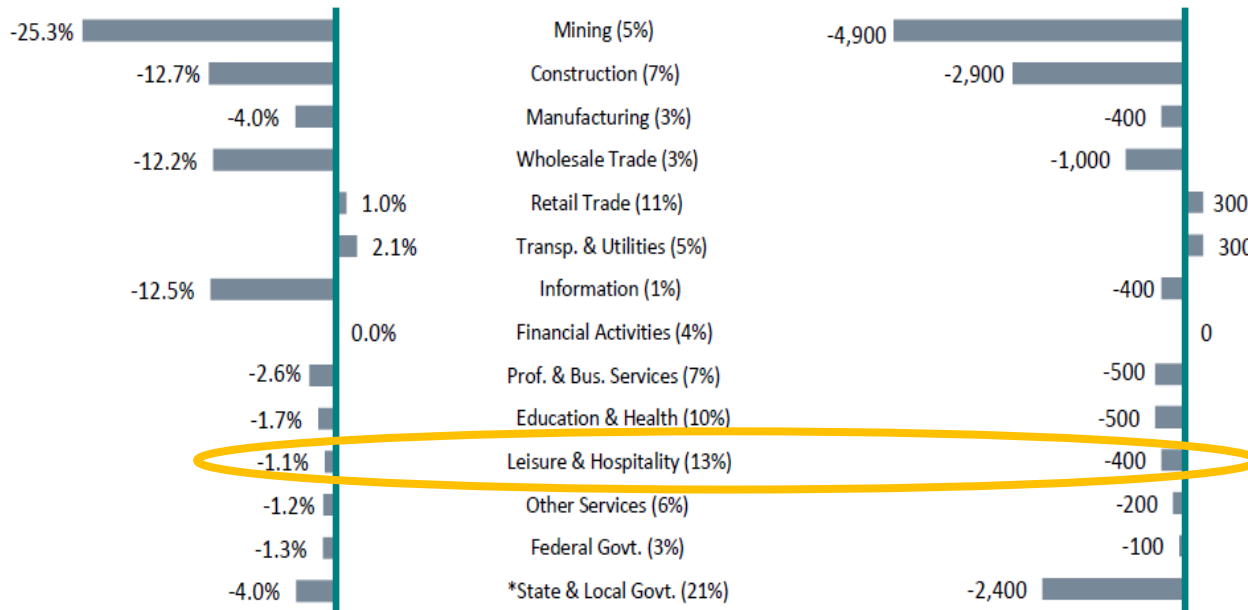 -25.3% Mining (5%) -4,900
-12.7% Construction (7%) -2,900
-4.0% Manufacturing (3%) -400
-12.2% Wholesale Trade (3%) -1,000
1.0% Retail Trade (11%) 300
2.1% Transp. & Utilities (5%) 300
-12.5% Information (1%) -400
0.0% Financial Activities (4%) 0
-2.6% Prof. & Bus. Services (7%) -500
-1.7% Education & Health (10%) -500
-1.1% Leisure & Hospitality (13%) -400
-1.2% Other Services (6%) -200
-1.3% Federal Govt. (3%) -100
-4.0% *State & Local Govt. (21%) -2,400